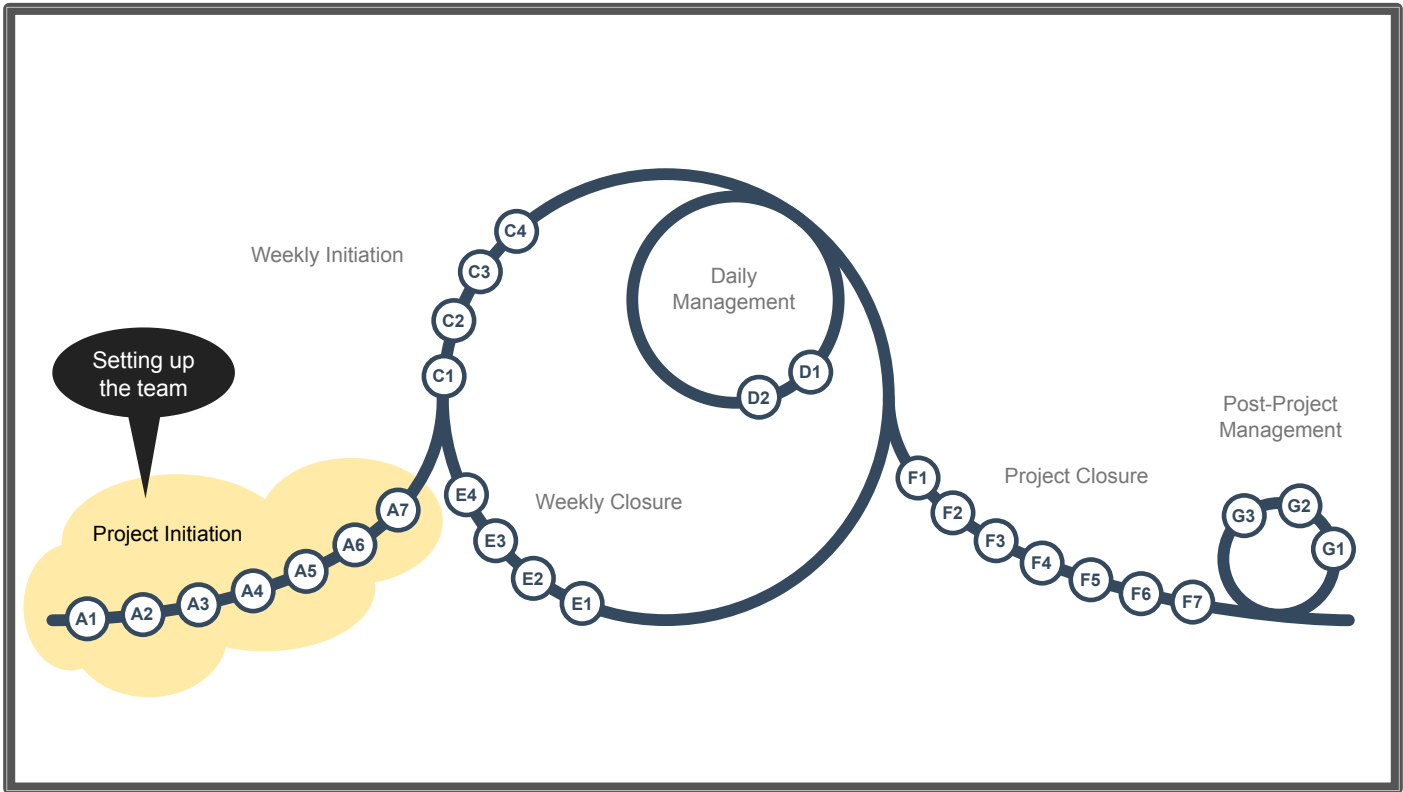 Setting up
the team
Project Initiation
A1
A2
A3
A4
A5
A6
A7
Weekly Initiation
C1
C2
C3
C4
Daily
Management
D1
D2
Weekly Closure
E1
E2
E3
E4
Project Closure
F1
F2
F3
F4
F5
F6
F7
Post-Project
Management
G1
G2
G3